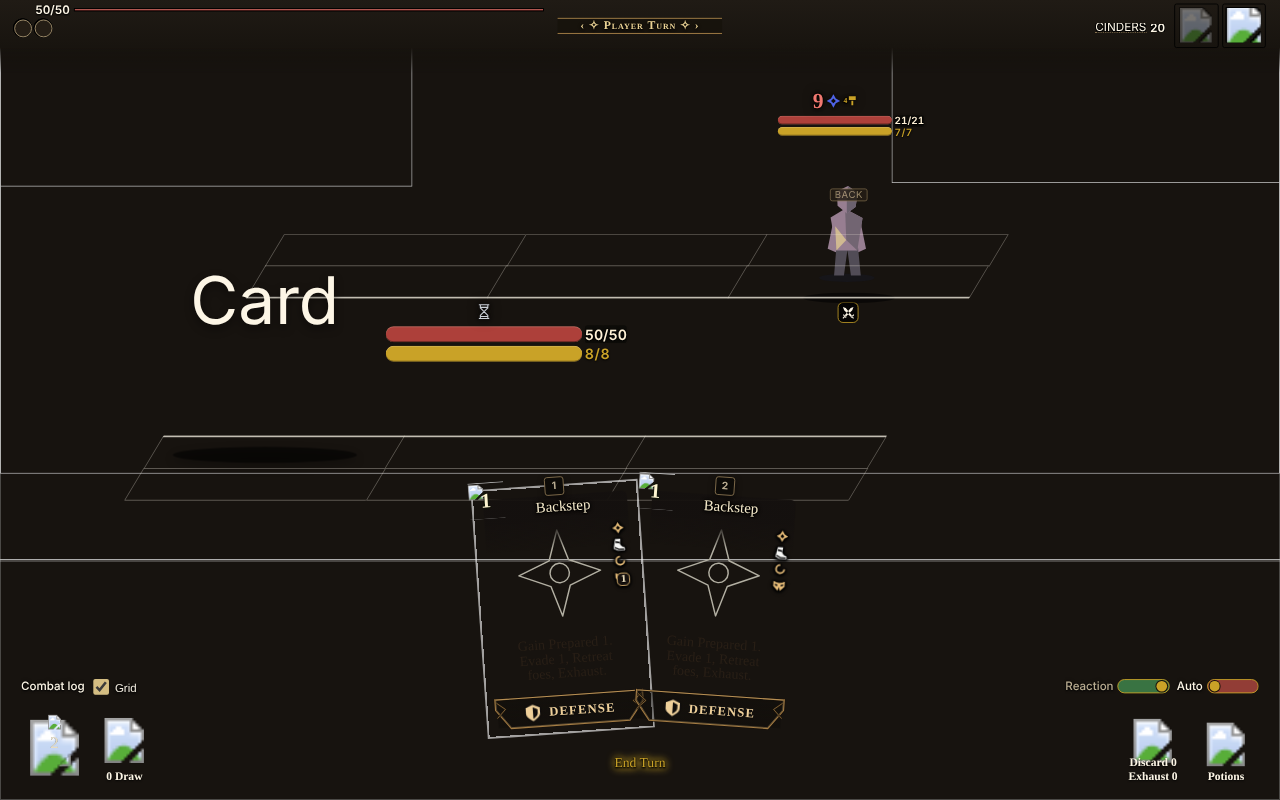 50/50
‹ ✧ Player Turn ✧ ›
CINDERS 20
9 4
21/21
7/7
BACK
Card
50/50
8/8
1
1
Backstep
1
Gain Prepared 1.
Evade 1, Retreat
foes, Exhaust.
DEFENSE
1
2
Backstep
Gain Prepared 1.
Evade 1, Retreat
foes, Exhaust.
DEFENSE
Combat log
Grid
Reaction
Auto
0 Draw
End Turn
Discard 0
Exhaust 0
Potions